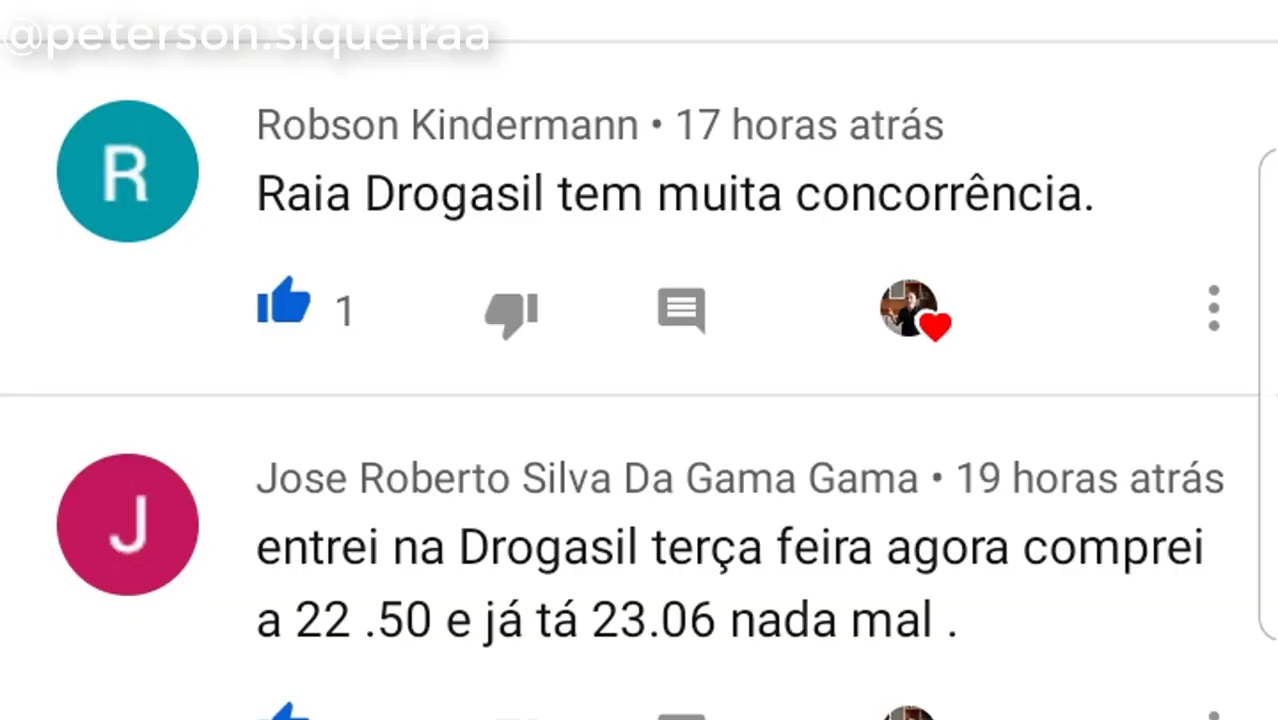 @peterson.siqueiraa
Robson Kindermann • 17 horas atrás
R
Raia Drogasil tem muita concorrência.
1
Jose Roberto Silva Da Gama Gama • 19 horas atrás
J
entrei na Drogasil terça feira agora comprei
a 22 .50 e já tá 23.06 nada mal .